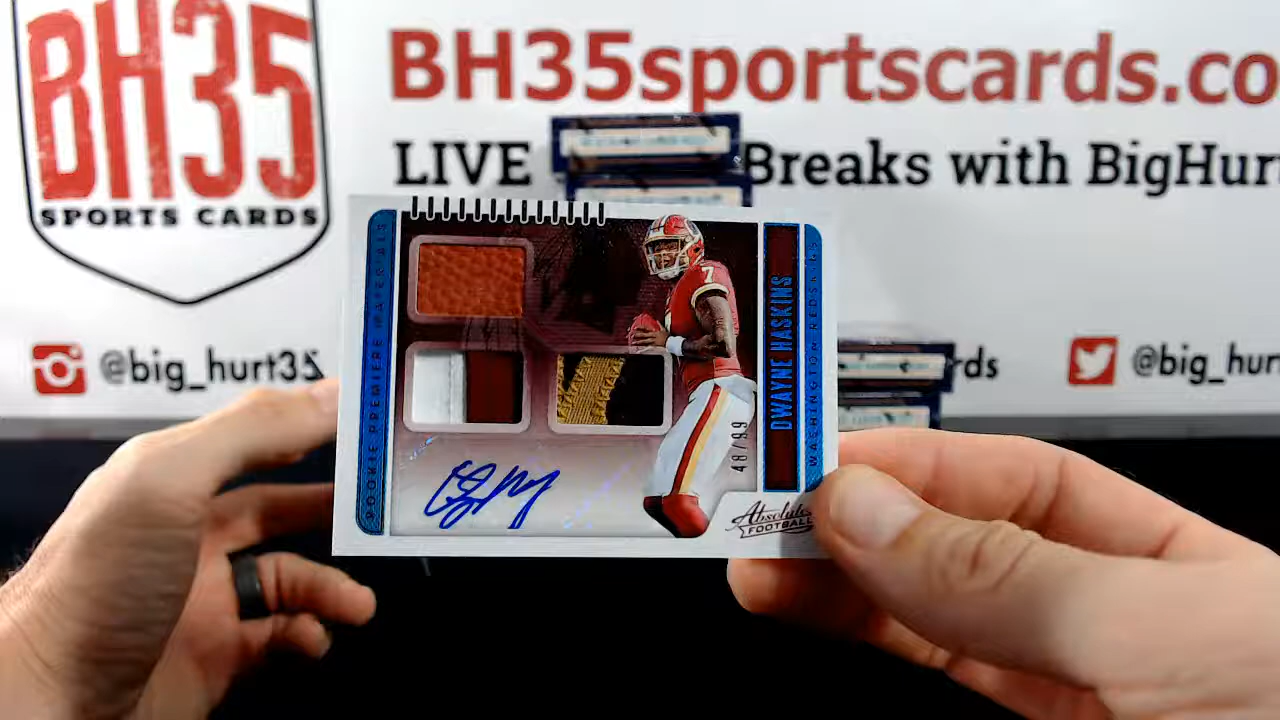 BH35
SPORTS CARDS
BH35sportscards.co
LIVE Breaks with BigHur
@big_hurt35
rds
@big_hur
ROOKIE PREMIERE MATERIALS
7
DWAYNE HASKINS
WASHINGTON REDSKINS
48/99
Absolute
FOOTBALL